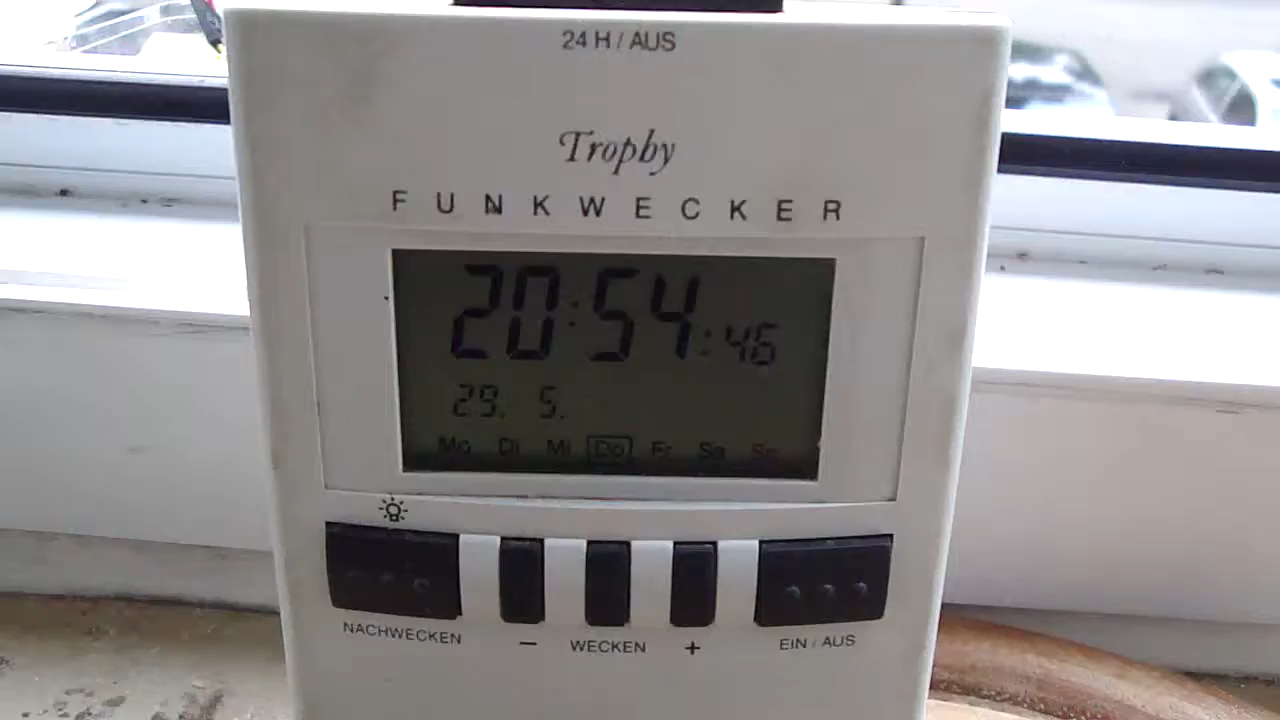 24 H / AUS
Trophy
FUNKWECKER
20:54:46
29. 5.
Mo Di Mi Do Fr Sa So
NACHWECKEN − WECKEN + EIN / AUS